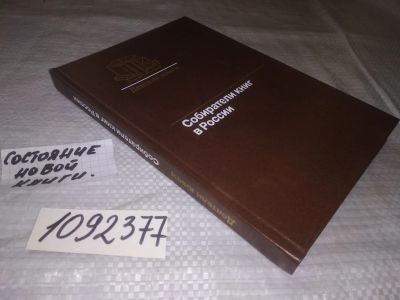 Собиратели книг
в России
Собиратели книг в России
СОСТОЯНИЕ
НОВОЙ
КНИГИ.
1092377